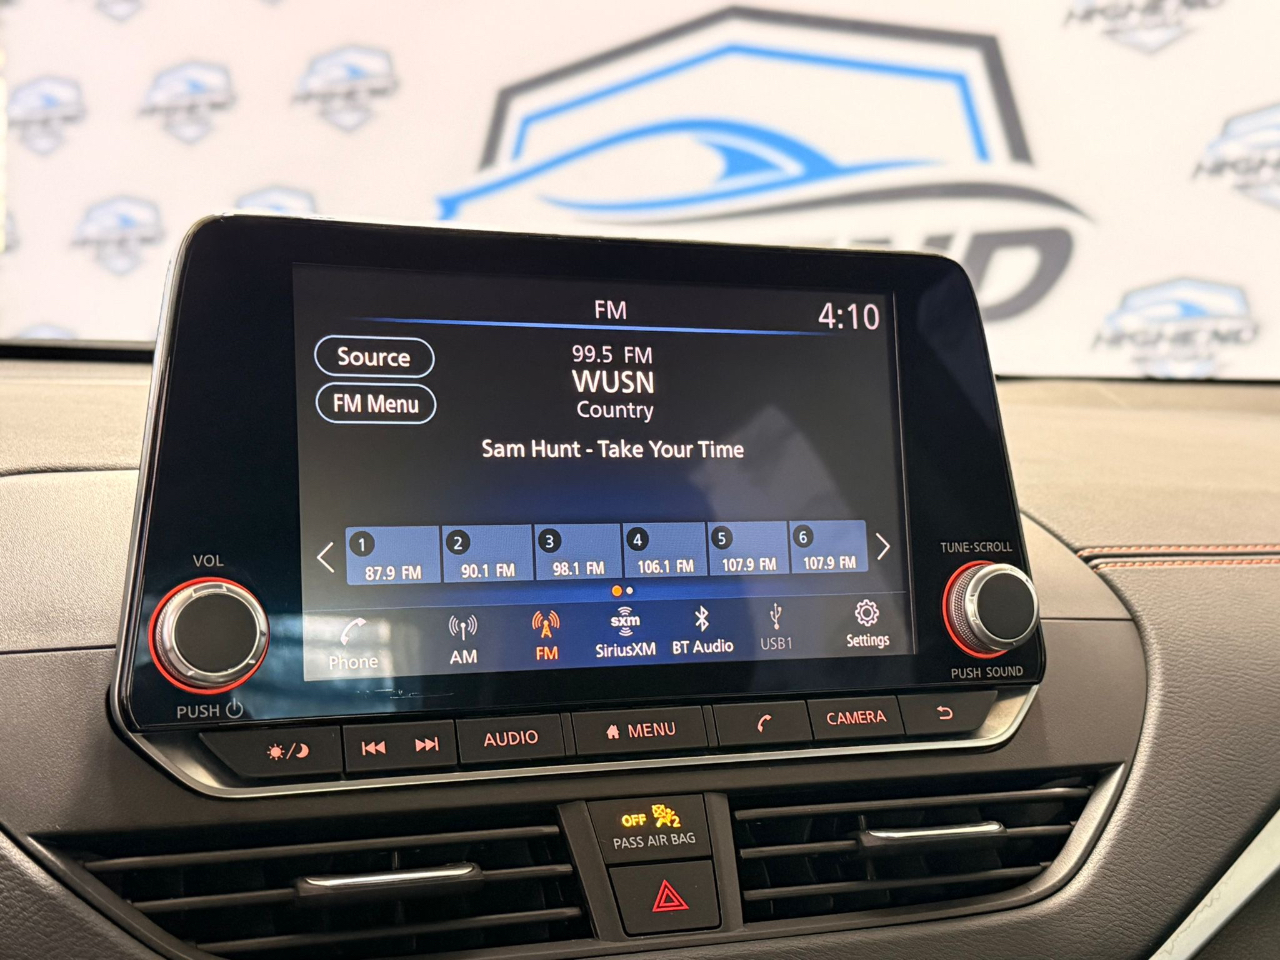 HIGHEND
HIGHEND
FM
4:10
Source
99.5 FM
WUSN
FM Menu
Country
Sam Hunt - Take Your Time
1
2
3
4
5
6
87.9 FM
90.1 FM
98.1 FM
106.1 FM
107.9 FM
107.9 FM
VOL
TUNE·SCROLL
Phone
AM
FM
sxm
SiriusXM
BT Audio
USB1
Settings
PUSH
PUSH SOUND
AUDIO
MENU
CAMERA
OFF
2
PASS AIR BAG